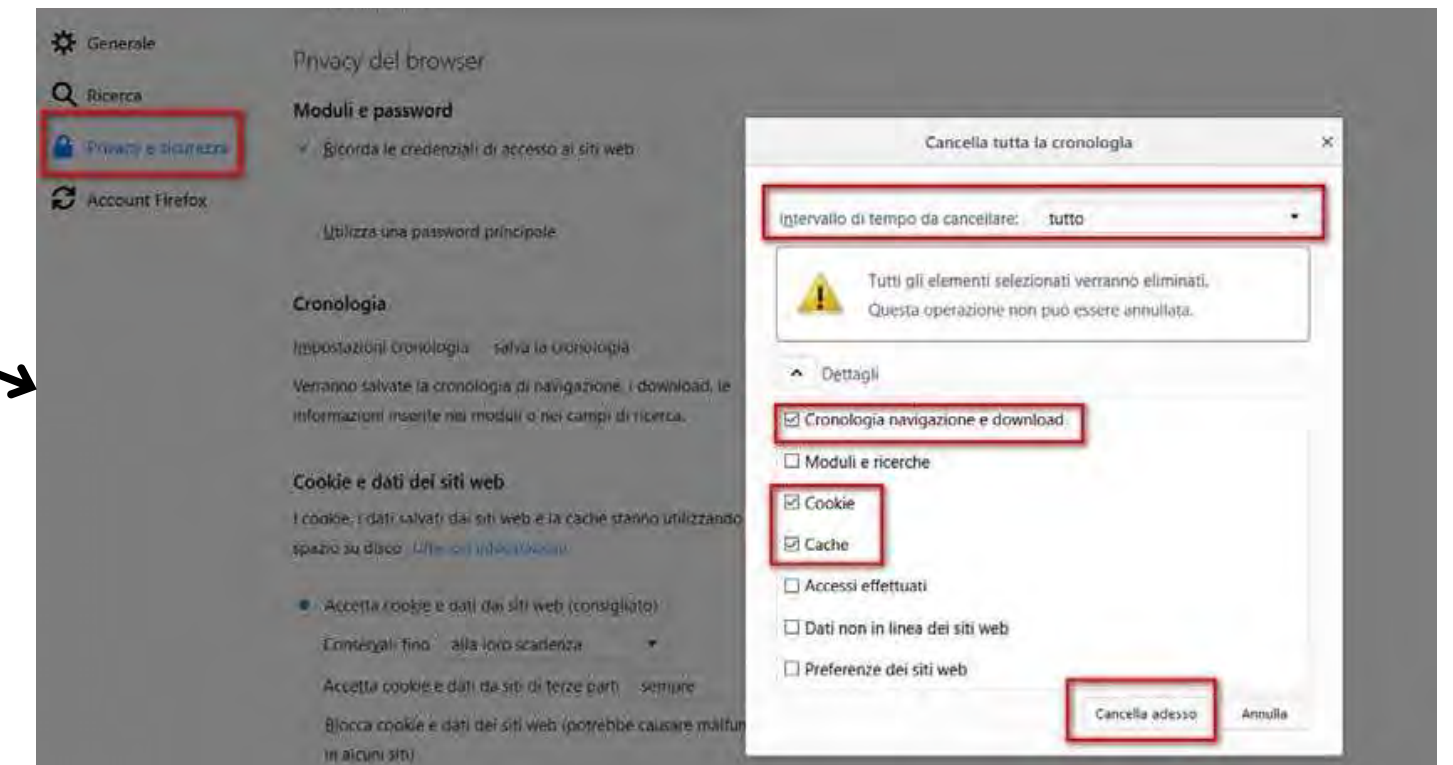 Generale
Ricerca
Privacy e sicurezza
Account Firefox
Privacy del browser
Moduli e password
Ricorda le credenziali di accesso ai siti web
Utilizza una password principale
Cronologia
Impostazioni cronologia salva la cronologia
Verranno salvate la cronologia di navigazione, i download, le
informazioni inserite nei moduli o nei campi di ricerca.
Cookie e dati dei siti web
I cookie, i dati salvati dai siti web e la cache stanno utilizzando
spazio su disco
Accetta cookie e dati dai siti web (consigliato)
Conservali fino alla loro scadenza
Accetta cookie e dati da siti di terze parti sempre
Blocca cookie e dati dei siti web (potrebbe causare malfun
in alcuni siti)
Cancella tutta la cronologia
Intervallo di tempo da cancellare: tutto
Tutti gli elementi selezionati verranno eliminati.
Questa operazione non può essere annullata.
Dettagli
Cronologia navigazione e download
Moduli e ricerche
Cookie
Cache
Accessi effettuati
Dati non in linea dei siti web
Preferenze dei siti web
Cancella adesso Annulla